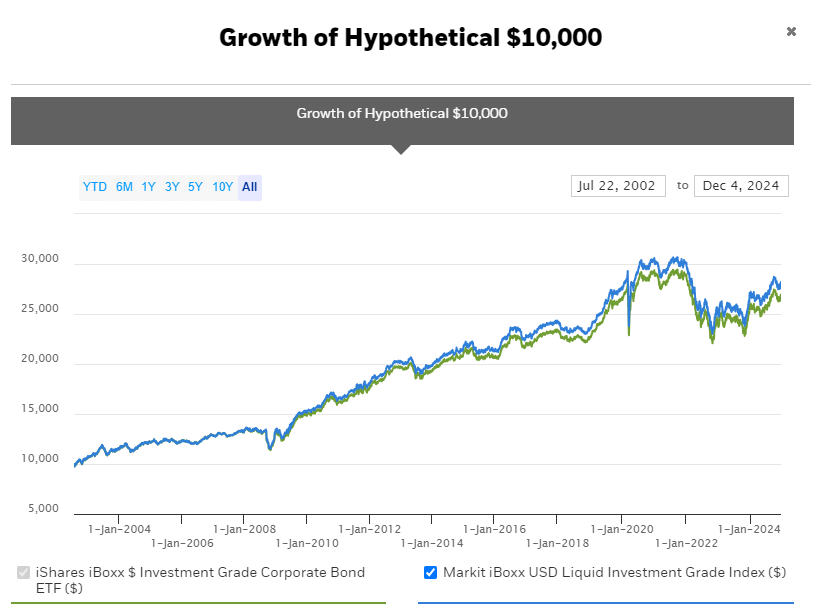 Growth of Hypothetical $10,000
Growth of Hypothetical $10,000
YTD 6M 1Y 3Y 5Y 10Y All
Jul 22, 2002 to Dec 4, 2024
30,000
25,000
20,000
15,000
10,000
5,000
1-Jan-2004 1-Jan-2008 1-Jan-2012 1-Jan-2016 1-Jan-2020 1-Jan-2024
1-Jan-2006 1-Jan-2010 1-Jan-2014 1-Jan-2018 1-Jan-2022
iShares iBoxx $ Investment Grade Corporate Bond
ETF ($)
Markit iBoxx USD Liquid Investment Grade Index ($)